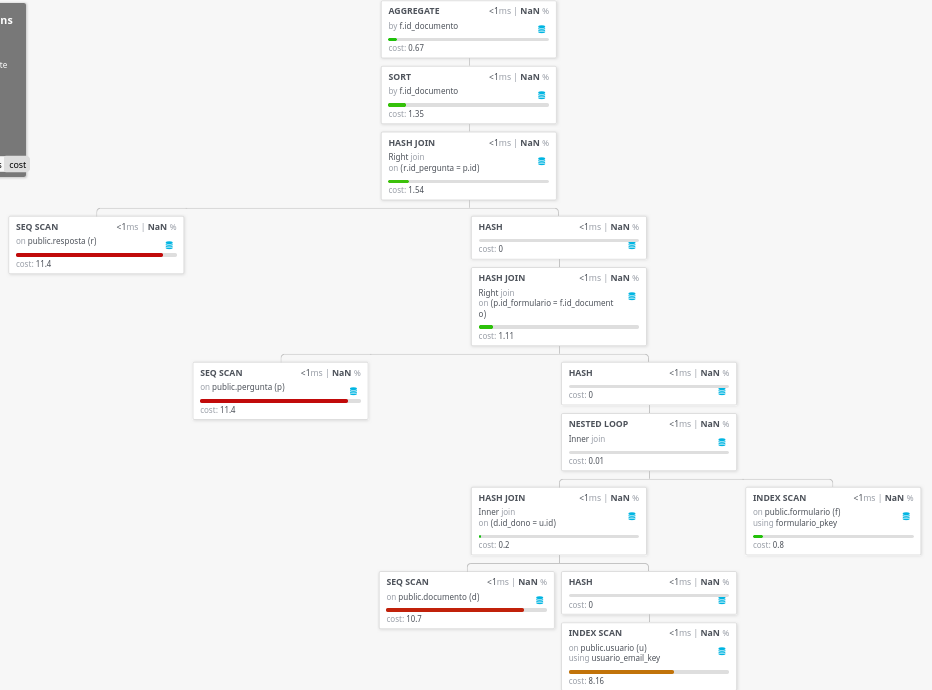 ns
te
s cost
AGGREGATE <1ms | NaN %
by f.id_documento
cost: 0.67
SORT <1ms | NaN %
by f.id_documento
cost: 1.35
HASH JOIN <1ms | NaN %
Right join
on (r.id_pergunta = p.id)
cost: 1.54
SEQ SCAN <1ms | NaN %
on public.resposta (r)
cost: 11.4
HASH <1ms | NaN %
cost: 0
HASH JOIN <1ms | NaN %
Right join
on (p.id_formulario = f.id_document
o)
cost: 1.11
SEQ SCAN <1ms | NaN %
on public.pergunta (p)
cost: 11.4
HASH <1ms | NaN %
cost: 0
NESTED LOOP <1ms | NaN %
Inner join
cost: 0.01
HASH JOIN <1ms | NaN %
Inner join
on (d.id_dono = u.id)
cost: 0.2
INDEX SCAN <1ms | NaN %
on public.formulario (f)
using formulario_pkey
cost: 0.8
SEQ SCAN <1ms | NaN %
on public.documento (d)
cost: 10.7
HASH <1ms | NaN %
cost: 0
INDEX SCAN <1ms | NaN %
on public.usuario (u)
using usuario_email_key
cost: 8.16